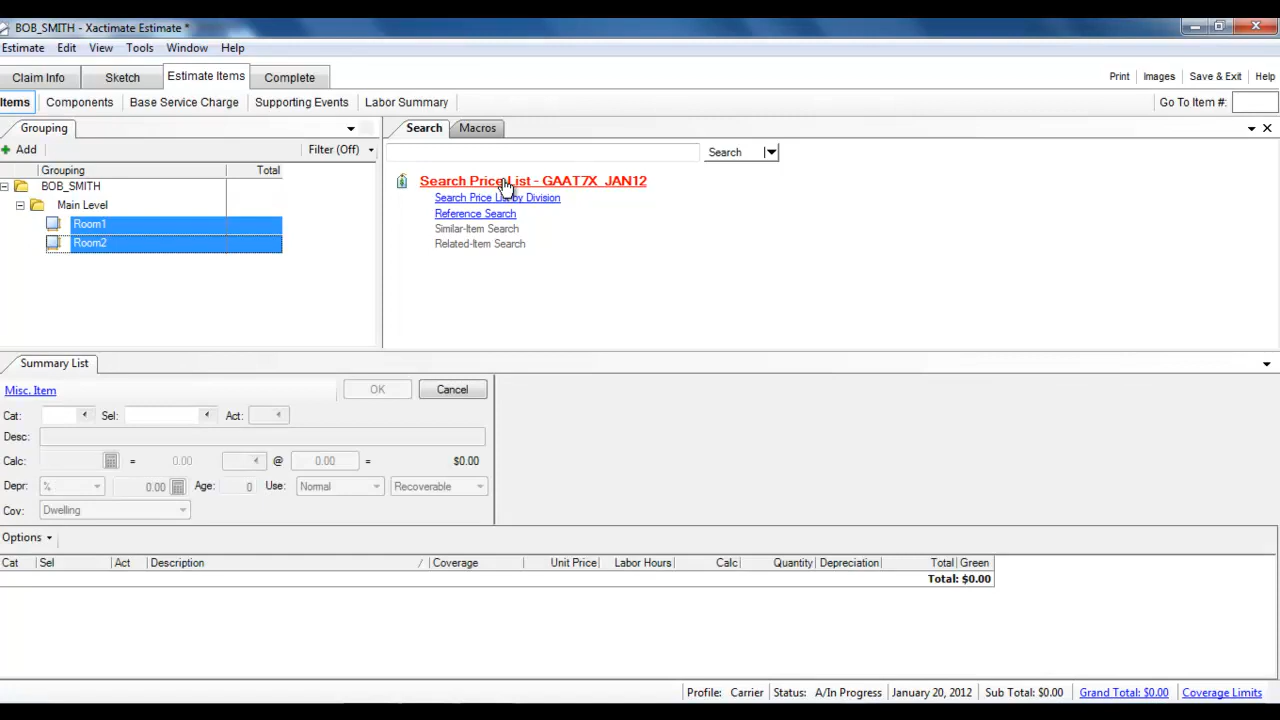 BOB_SMITH - Xactimate Estimate *
Estimate Edit View Tools Window Help
Claim Info Sketch Estimate Items Complete Print Images Save & Exit Help
Items Components Base Service Charge Supporting Events Labor Summary Go To Item #:
Grouping Search Macros
Add Filter (Off) Search
Grouping Total
Search Price List - GAAT7X_JAN12
BOB_SMITH
Search Price List by Division
Main Level
Reference Search
Room1
Similar-Item Search
Room2
Related-Item Search
Summary List
Misc. Item OK Cancel
Cat: Sel: Act:
Desc:
Calc: = 0.00 @ 0.00 = $0.00
Depr: % 0.00 Age: 0 Use: Normal Recoverable
Cov: Dwelling
Options
Cat Sel Act Description / Coverage Unit Price Labor Hours Calc Quantity Depreciation Total Green
Total: $0.00
Profile: Carrier Status: A/In Progress January 20, 2012 Sub Total: $0.00 Grand Total: $0.00 Coverage Limits